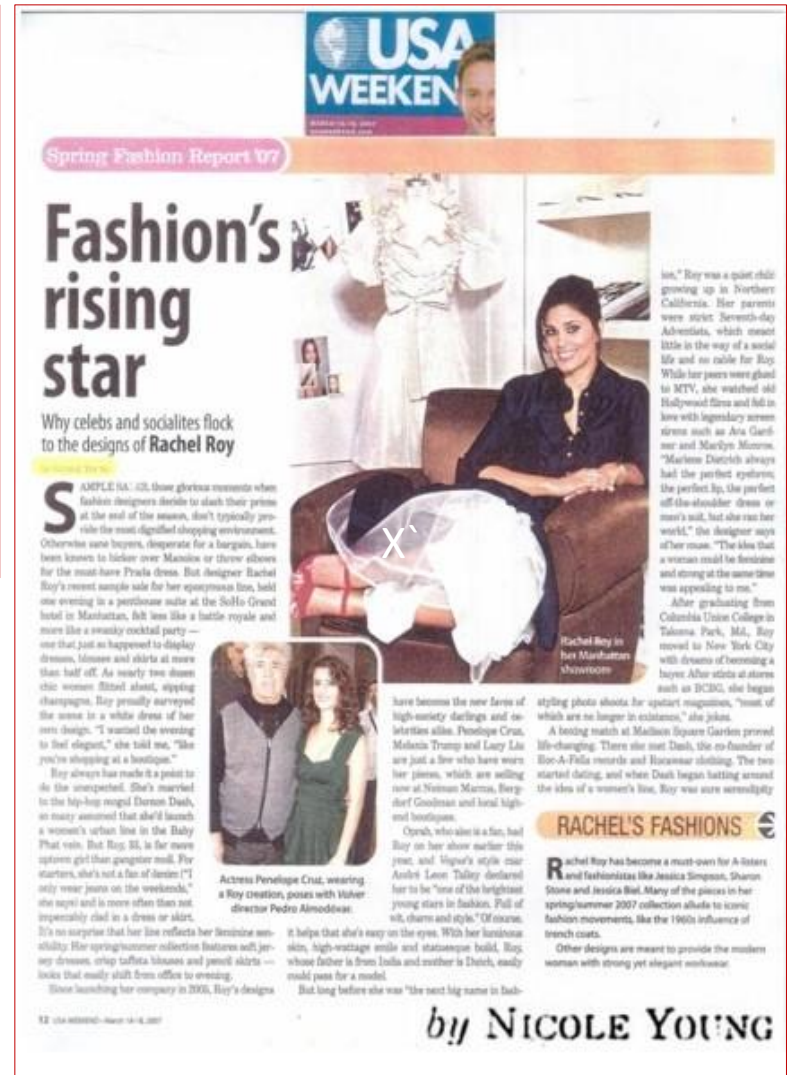 USA
WEEKEN
Spring Fashion Report '07
Fashion's
rising
star
Why celebs and socialites flock
to the designs of Rachel Roy
SAMPLE those glorious moments when
fashion designers decide to slash their prices
at the end of the season, don't typically pro-
vide the most dignified shopping environment.
Otherwise sane buyers, desperate for a bargain, have
been known to bicker over Manolos or throw elbows
for the must-have Prada dress. But designer Rachel
Roy's recent sample sale for her eponymous line, held
one evening in a penthouse suite at the SoHo Grand
hotel in Manhattan, felt less like a battle royale and
more like a swanky cocktail party —
one that just so happened to display
dresses, blouses and skirts at more
than half off. As nearly two dozen
chic women flitted about, sipping
champagne, Roy proudly surveyed
the scene in a white dress of her
own design. "I wanted the evening
to feel elegant," she told me, "like
you're shopping at a boutique."
Roy always has made it a point to
do the unexpected. She's married
to the hip-hop mogul Damon Dash,
so many assumed that she'd launch
a women's urban line in the Baby
Phat vein. But Roy, 33, is far more
uptown girl than gangster moll. For
starters, she's not a fan of denim ("I
only wear jeans on the weekends,"
she says) and is more often than not
impeccably clad in a dress or skirt.
It's no surprise that her line reflects her feminine sen-
sibility. Her spring/summer collection features soft jer-
sey dresses, crisp taffeta blouses and pencil skirts —
looks that easily shift from office to evening.
Since launching her company in 2005, Roy's designs
X`
Rachel Roy in
her Manhattan
showroom
Actress Penelope Cruz, wearing
a Roy creation, poses with Volver
director Pedro Almodóvar.
have become the new faves of
high-society darlings and ce-
lebrities alike. Penelope Cruz,
Melania Trump and Lucy Liu
are just a few who have worn
her pieces, which are selling
now at Neiman Marcus, Berg-
dorf Goodman and local high-
end boutiques.
Oprah, who also is a fan, had
Roy on her show earlier this
year, and Vogue's style czar
André Leon Talley declared
her to be "one of the brightest
young stars in fashion. Full of
wit, charm and style." Of course,
it helps that she's easy on the eyes. With her luminous
skin, high-wattage smile and statuesque build, Roy,
whose father is from India and mother is Dutch, easily
could pass for a model.
But long before she was "the next big name in fash-
ion," Roy was a quiet child
growing up in Northern
California. Her parents
were strict Seventh-day
Adventists, which meant
little in the way of a social
life and no cable for Roy.
While her peers were glued
to MTV, she watched old
Hollywood films and fell in
love with legendary screen
sirens such as Ava Gard-
ner and Marilyn Monroe.
"Marlene Dietrich always
had the perfect eyebrow,
the perfect lip, the perfect
off-the-shoulder dress or
men's suit, but she ran her
world," the designer says
of her muse. "The idea that
a woman could be feminine
and strong at the same time
was appealing to me."
After graduating from
Columbia Union College in
Takoma Park, Md., Roy
moved to New York City
with dreams of becoming a
buyer. After stints at stores
such as BCBG, she began
styling photo shoots for upstart magazines, "most of
which are no longer in existence," she jokes.
A boxing match at Madison Square Garden proved
life-changing. There she met Dash, the co-founder of
Roc-A-Fella records and Rocawear clothing. The two
started dating, and when Dash began batting around
the idea of a women's line, Roy was sure serendipity
RACHEL'S FASHIONS
Rachel Roy has become a must-own for A-listers
and fashionistas like Jessica Simpson, Sharon
Stone and Jessica Biel. Many of the pieces in her
spring/summer 2007 collection allude to iconic
fashion movements, like the 1960s influence of
trench coats.
Other designs are meant to provide the modern
woman with strong yet elegant workwear.
12 USA WEEKEND • March 16-18, 2007
by NICOLE YOUNG